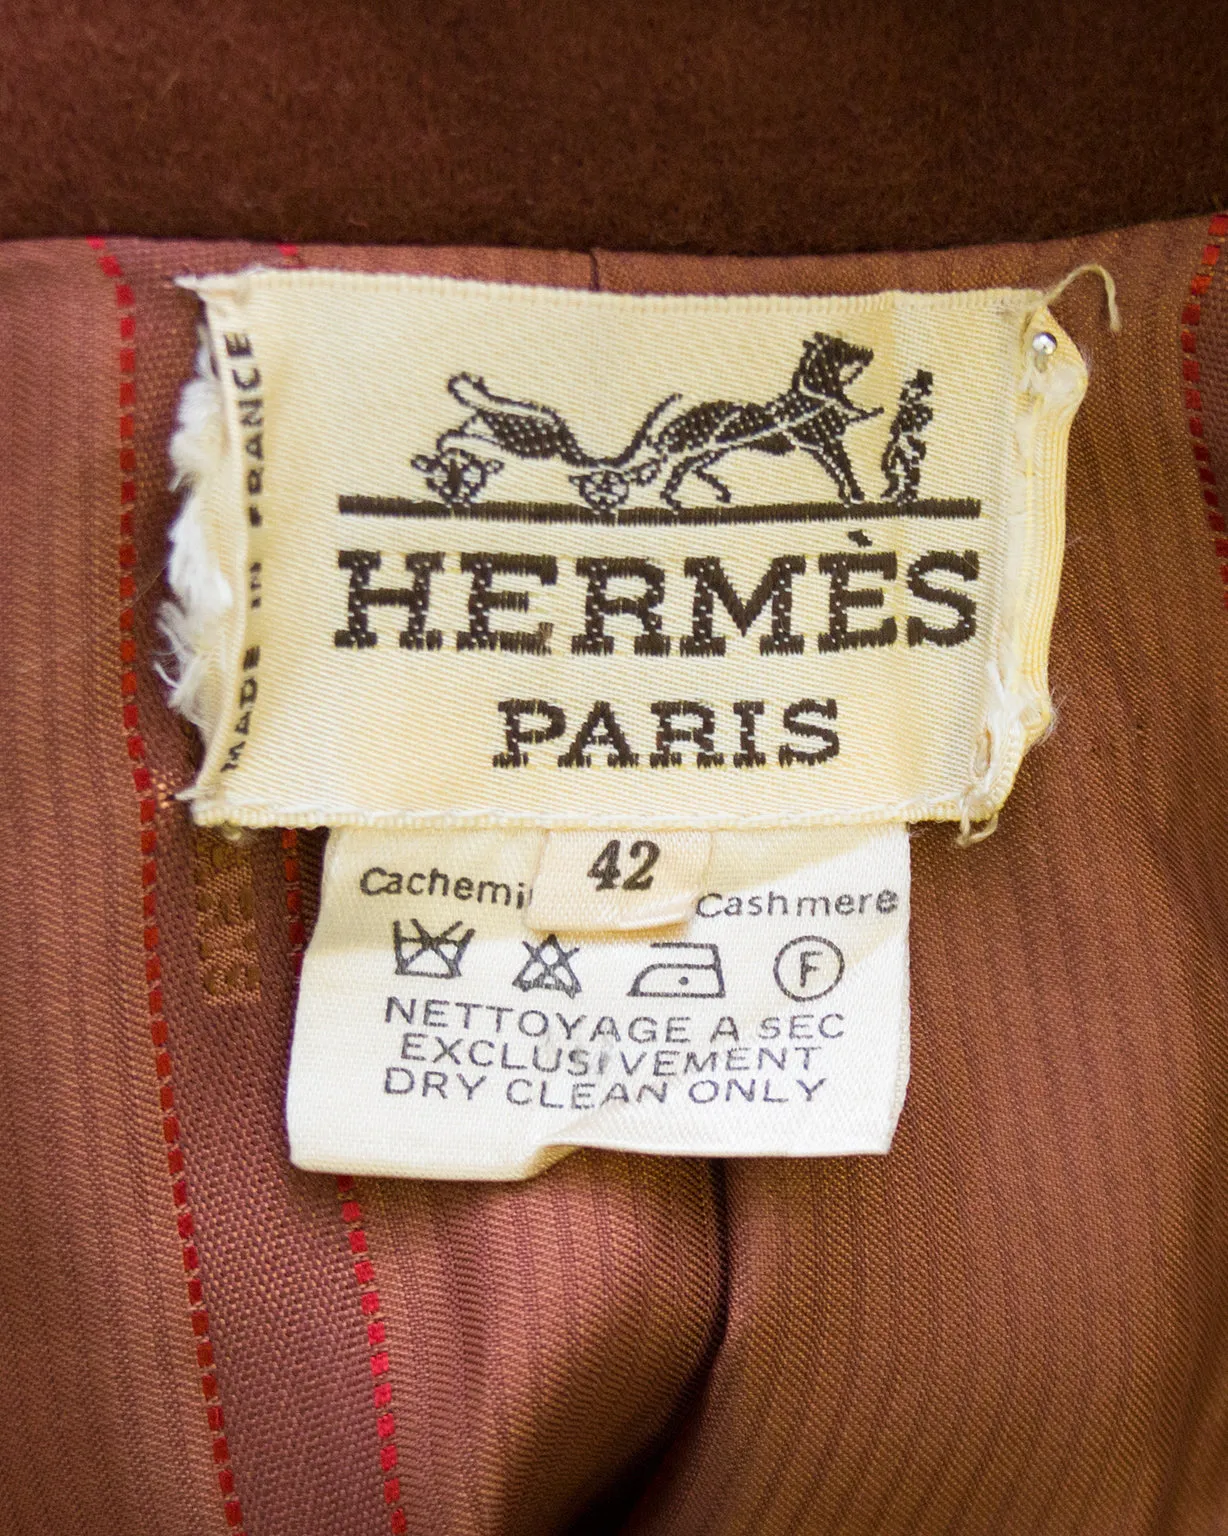 MADE IN FRANCE
HERMÈS
PARIS
42
Cashmere
F
NETTOYAGE A SEC
EXCLUSIVEMENT
DRY CLEAN ONLY